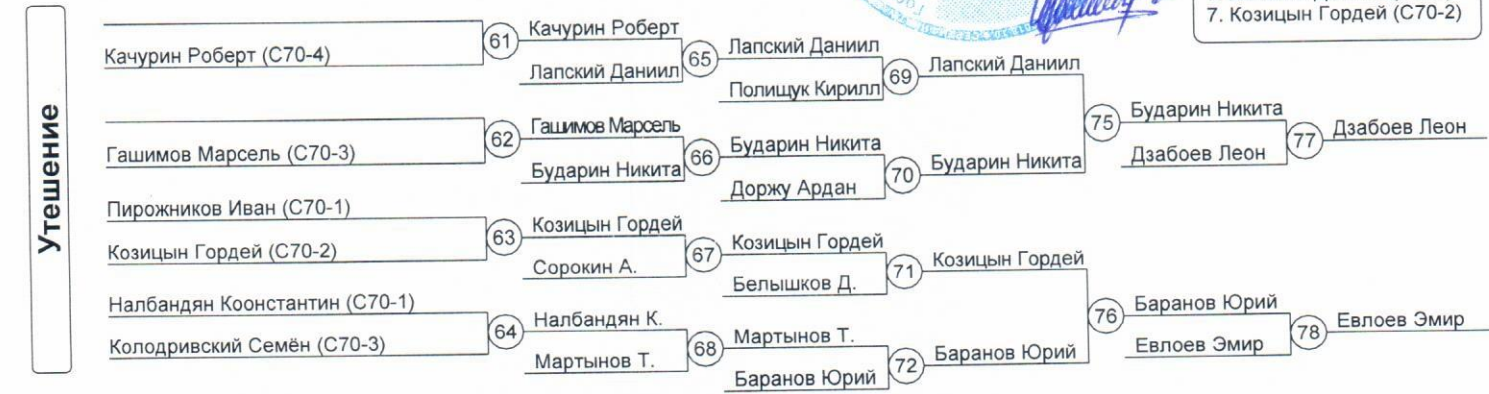 7. Козицын Гордей (С70-2)
Утешение
Качурин Роберт (С70-4)
61
Качурин Роберт
Лапский Даниил
65
Лапский Даниил
Полищук Кирилл
69
Лапский Даниил
Гашимов Марсель (С70-3)
62
Гашимов Марсель
Бударин Никита
66
Бударин Никита
Доржу Ардан
70
Бударин Никита
75
Бударин Никита
Дзабоев Леон
77
Дзабоев Леон
Пирожников Иван (С70-1)
Козицын Гордей (С70-2)
63
Козицын Гордей
Сорокин А.
67
Козицын Гордей
Белышков Д.
71
Козицын Гордей
Налбандян Коонстантин (С70-1)
Колодривский Семён (С70-3)
64
Налбандян К.
Мартынов Т.
68
Мартынов Т.
Баранов Юрий
72
Баранов Юрий
76
Баранов Юрий
Евлоев Эмир
78
Евлоев Эмир